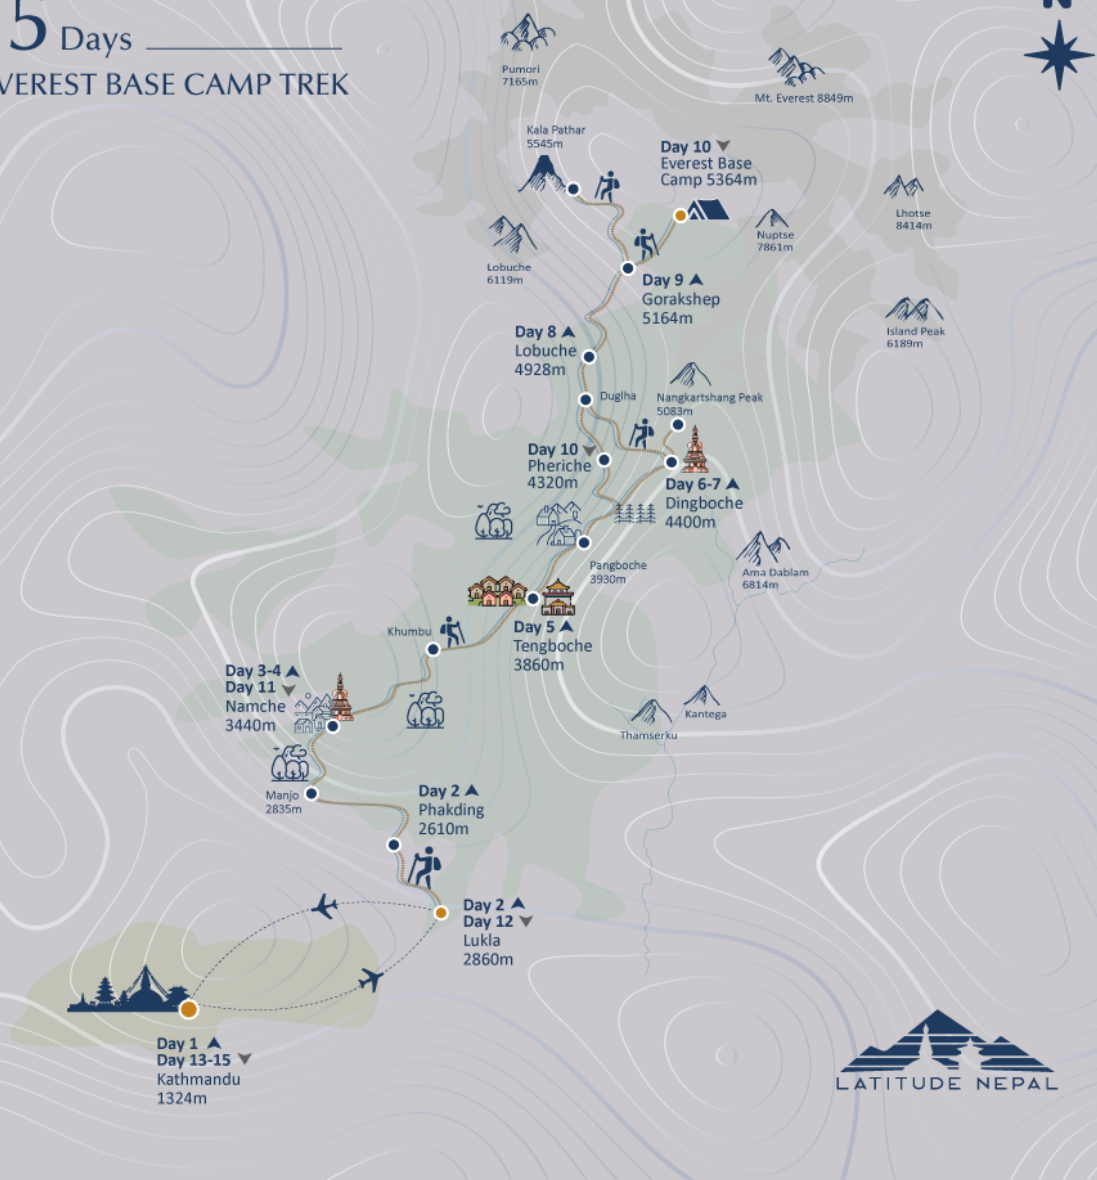 5 Days
VEREST BASE CAMP TREK
N
Pumori
7165m
Mt. Everest 8849m
Kala Pathar
5545m
Day 10
Everest Base
Camp 5364m
Lhotse
8414m
Nuptse
7861m
Lobuche
6119m
Day 9
Gorakshep
5164m
Island Peak
6189m
Day 8
Lobuche
4928m
Duglha
Nangkartshang Peak
5083m
Day 10
Pheriche
4320m
Day 6-7
Dingboche
4400m
Pangboche
3930m
Ama Dablam
6814m
Day 5
Tengboche
3860m
Khumbu
Day 3-4
Day 11
Namche
3440m
Kantega
Thamserku
Manjo
2835m
Day 2
Phakding
2610m
Day 2
Day 12
Lukla
2860m
Day 1
Day 13-15
Kathmandu
1324m
LATITUDE NEPAL